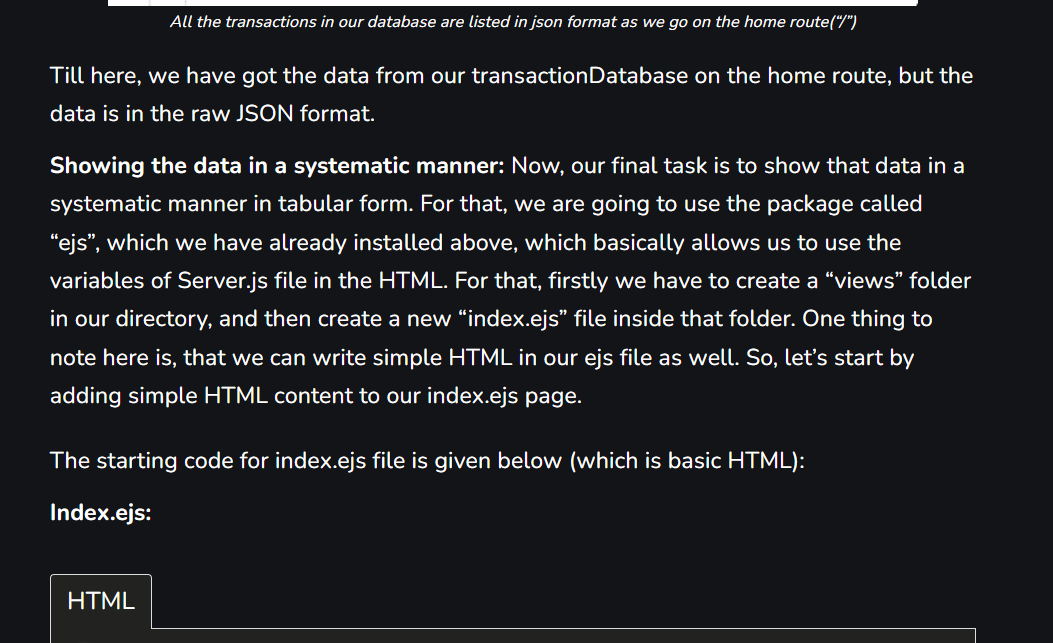 All the transactions in our database are listed in json format as we go on the home route(“/”)
Till here, we have got the data from our transactionDatabase on the home route, but the
data is in the raw JSON format.
Showing the data in a systematic manner: Now, our final task is to show that data in a
systematic manner in tabular form. For that, we are going to use the package called
“ejs”, which we have already installed above, which basically allows us to use the
variables of Server.js file in the HTML. For that, firstly we have to create a “views” folder
in our directory, and then create a new “index.ejs” file inside that folder. One thing to
note here is, that we can write simple HTML in our ejs file as well. So, let’s start by
adding simple HTML content to our index.ejs page.
The starting code for index.ejs file is given below (which is basic HTML):
Index.ejs:
HTML